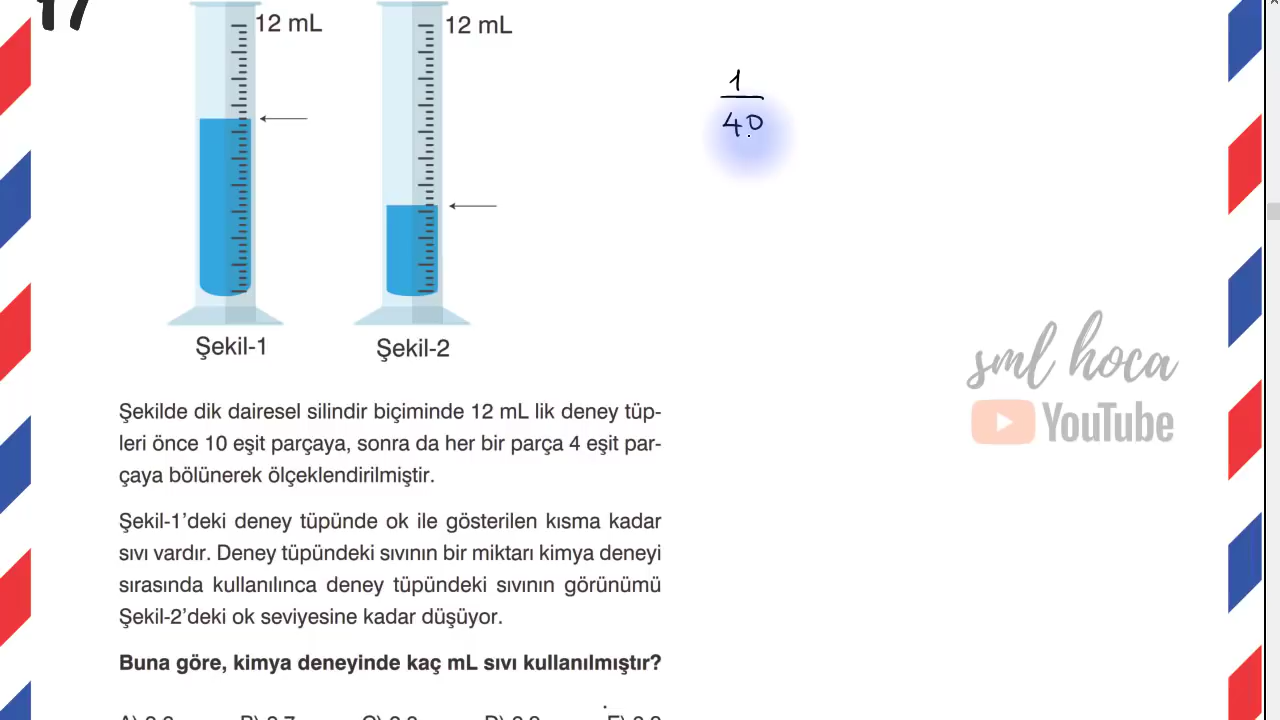 17
12 mL
12 mL
1
40
Şekil-1
Şekil-2
Şekilde dik dairesel silindir biçiminde 12 mL lik deney tüp-
leri önce 10 eşit parçaya, sonra da her bir parça 4 eşit par-
çaya bölünerek ölçeklendirilmiştir.
Şekil-1'deki deney tüpünde ok ile gösterilen kısma kadar
sıvı vardır. Deney tüpündeki sıvının bir miktarı kimya deneyi
sırasında kullanılınca deney tüpündeki sıvının görünümü
Şekil-2'deki ok seviyesine kadar düşüyor.
Buna göre, kimya deneyinde kaç mL sıvı kullanılmıştır?
sml hoca
YouTube